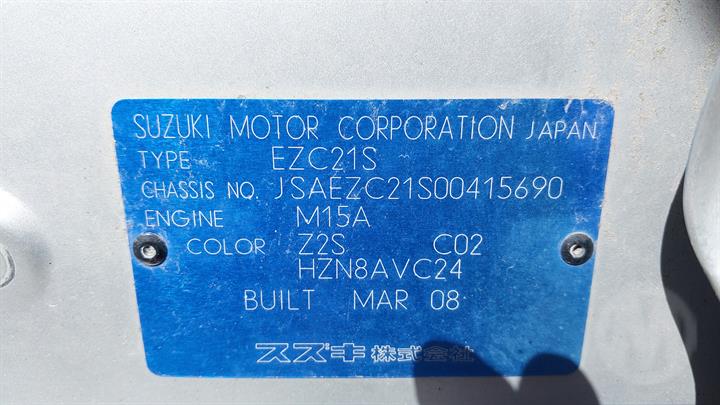 SUZUKI MOTOR CORPORATION JAPAN
TYPE EZC21S
CHASSIS NO. JSAEZC21S00415690
ENGINE M15A
COLOR Z2S C02
HZN8AVC24
BUILT MAR 08
スズキ株式会社